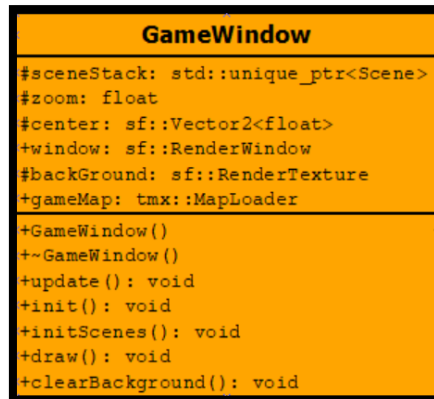 GameWindow
#sceneStack: std::unique_ptr<Scene>
#zoom: float
#center: sf::Vector2<float>
+window: sf::RenderWindow
#backGround: sf::RenderTexture
+gameMap: tmx::MapLoader
+GameWindow()
+~GameWindow()
+update(): void
+init(): void
+initScenes(): void
+draw(): void
+clearBackground(): void